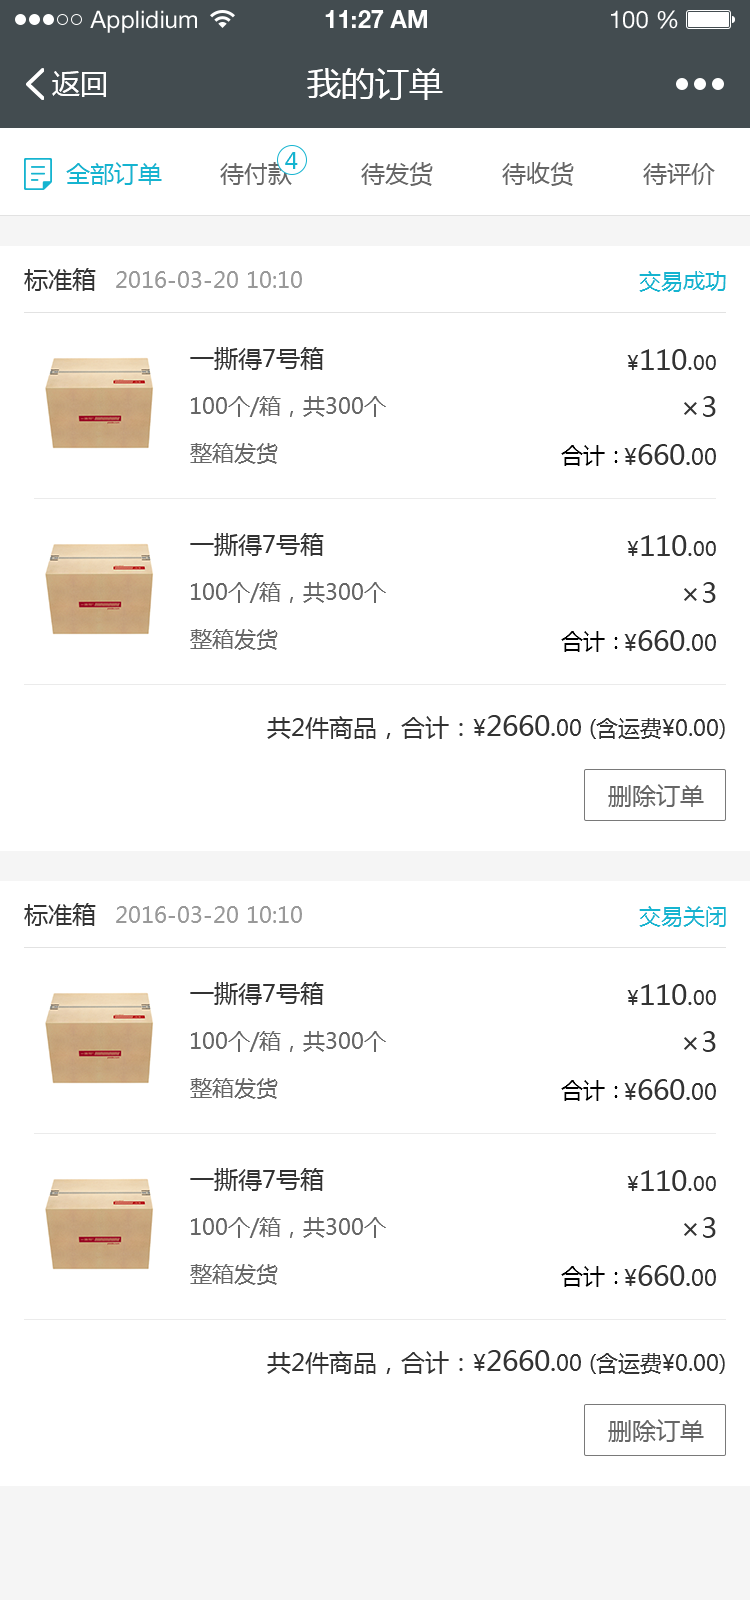 Applidium 11:27 AM 100 %
返回 我的订单
全部订单 待付款 4 待发货 待收货 待评价
标准箱 2016-03-20 10:10 交易成功
一撕得7号箱 ¥110.00
100个/箱，共300个 ×3
整箱发货 合计：¥660.00
一撕得7号箱 ¥110.00
100个/箱，共300个 ×3
整箱发货 合计：¥660.00
共2件商品，合计：¥2660.00 (含运费¥0.00)
删除订单
标准箱 2016-03-20 10:10 交易关闭
一撕得7号箱 ¥110.00
100个/箱，共300个 ×3
整箱发货 合计：¥660.00
一撕得7号箱 ¥110.00
100个/箱，共300个 ×3
整箱发货 合计：¥660.00
共2件商品，合计：¥2660.00 (含运费¥0.00)
删除订单